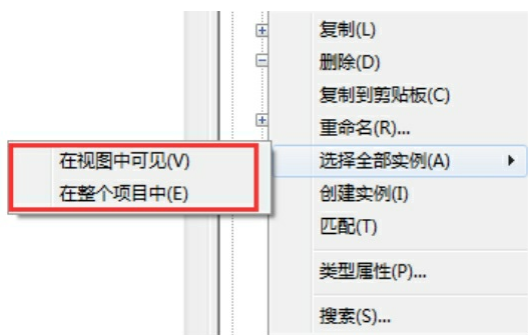 复制(L)
删除(D)
复制到剪贴板(C)
重命名(R)...
选择全部实例(A)
在视图中可见(V)
在整个项目中(E)
创建实例(I)
匹配(T)
类型属性(P)...
搜索(S)...